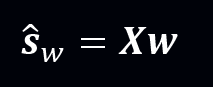 ŝ_w = Xw